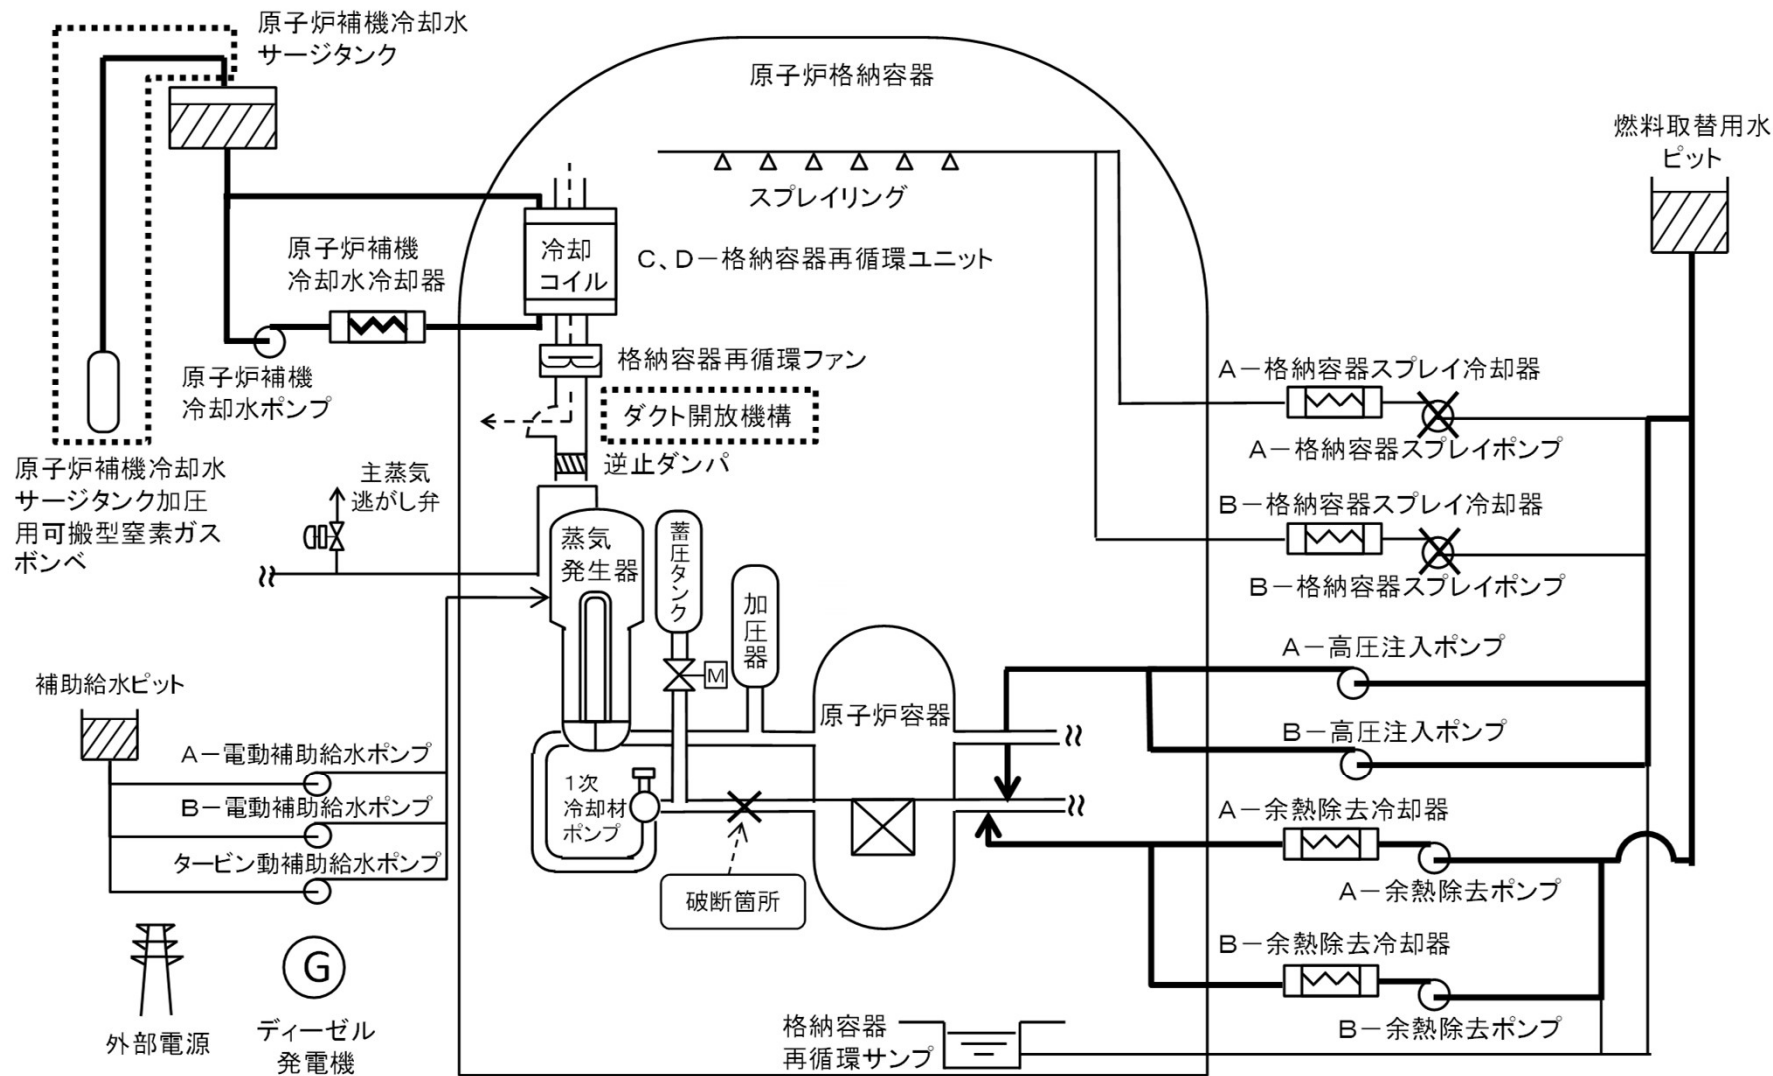 原子炉補機冷却水
サージタンク
原子炉格納容器
燃料取替用水
ピット
スプレイリング
原子炉補機
冷却水冷却器
冷却
コイル
C、D－格納容器再循環ユニット
格納容器再循環ファン
原子炉補機
冷却水ポンプ
ダクト開放機構
逆止ダンパ
A－格納容器スプレイ冷却器
A－格納容器スプレイポンプ
B－格納容器スプレイ冷却器
B－格納容器スプレイポンプ
原子炉補機冷却水
サージタンク加圧
用可搬型窒素ガス
ボンベ
主蒸気
逃がし弁
蒸気
発生器
蓄圧タンク
加圧器
M
原子炉容器
A－高圧注入ポンプ
B－高圧注入ポンプ
補助給水ピット
A－電動補助給水ポンプ
B－電動補助給水ポンプ
タービン動補助給水ポンプ
1次
冷却材
ポンプ
破断箇所
A－余熱除去冷却器
A－余熱除去ポンプ
B－余熱除去冷却器
B－余熱除去ポンプ
外部電源
G
ディーゼル
発電機
格納容器
再循環サンプ